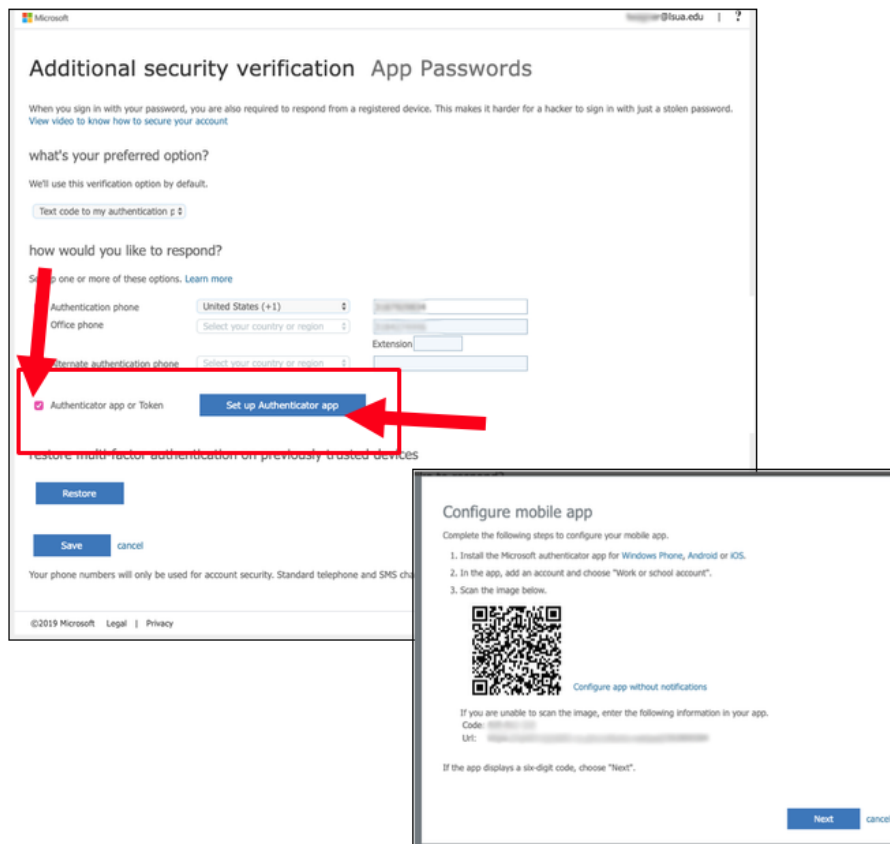 Microsoft
@lsua.edu | ?
Additional security verification App Passwords
When you sign in with your password, you are also required to respond from a registered device. This makes it harder for a hacker to sign in with just a stolen password.
View video to know how to secure your account
what's your preferred option?
We'll use this verification option by default.
Text code to my authentication p
how would you like to respond?
one or more of these options. Learn more
Authentication phone United States (+1)
Office phone Select your country or region
Extension
Alternate authentication phone Select your country or region
Authenticator app or Token Set up Authenticator app
restore multi-factor authentication on previously trusted devices
Restore
Save cancel
Your phone numbers will only be used for account security. Standard telephone and SMS cha
©2019 Microsoft Legal | Privacy
Configure mobile app
Complete the following steps to configure your mobile app.
1. Install the Microsoft authenticator app for Windows Phone, Android or iOS.
2. In the app, add an account and choose "Work or school account".
3. Scan the image below.
Configure app without notifications
If you are unable to scan the image, enter the following information in your app.
Code:
Url:
If the app displays a six-digit code, choose "Next".
Next cancel